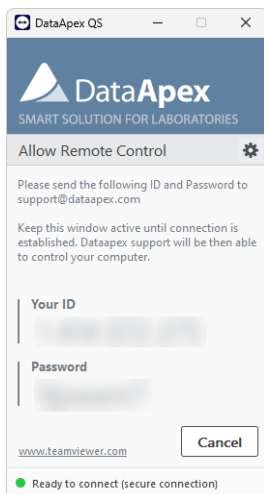 DataApex QS
DataApex
SMART SOLUTION FOR LABORATORIES
Allow Remote Control
Please send the following ID and Password to
support@dataapex.com
Keep this window active until connection is
established. Dataapex support will be then able
to control your computer.
Your ID
Password
www.teamviewer.com
Cancel
Ready to connect (secure connection)